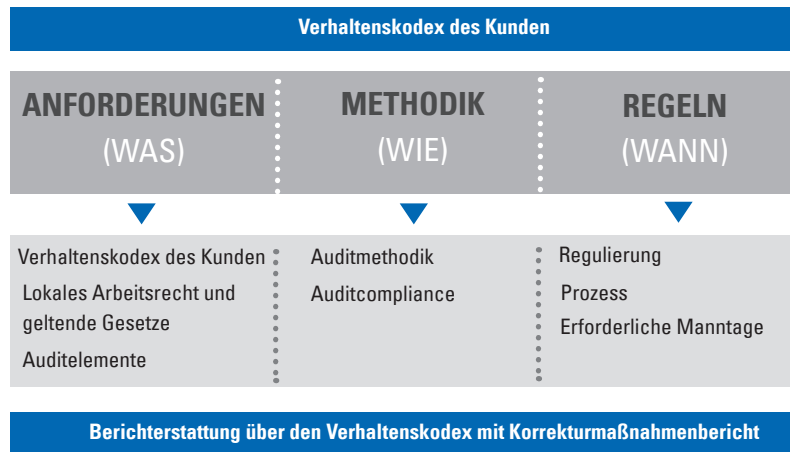 Verhaltenskodex des Kunden
ANFORDERUNGEN
(WAS)
METHODIK
(WIE)
REGELN
(WANN)
Verhaltenskodex des Kunden
Lokales Arbeitsrecht und
geltende Gesetze
Auditelemente
Auditmethodik
Auditcompliance
Regulierung
Prozess
Erforderliche Manntage
Berichterstattung über den Verhaltenskodex mit Korrekturmaßnahmenbericht